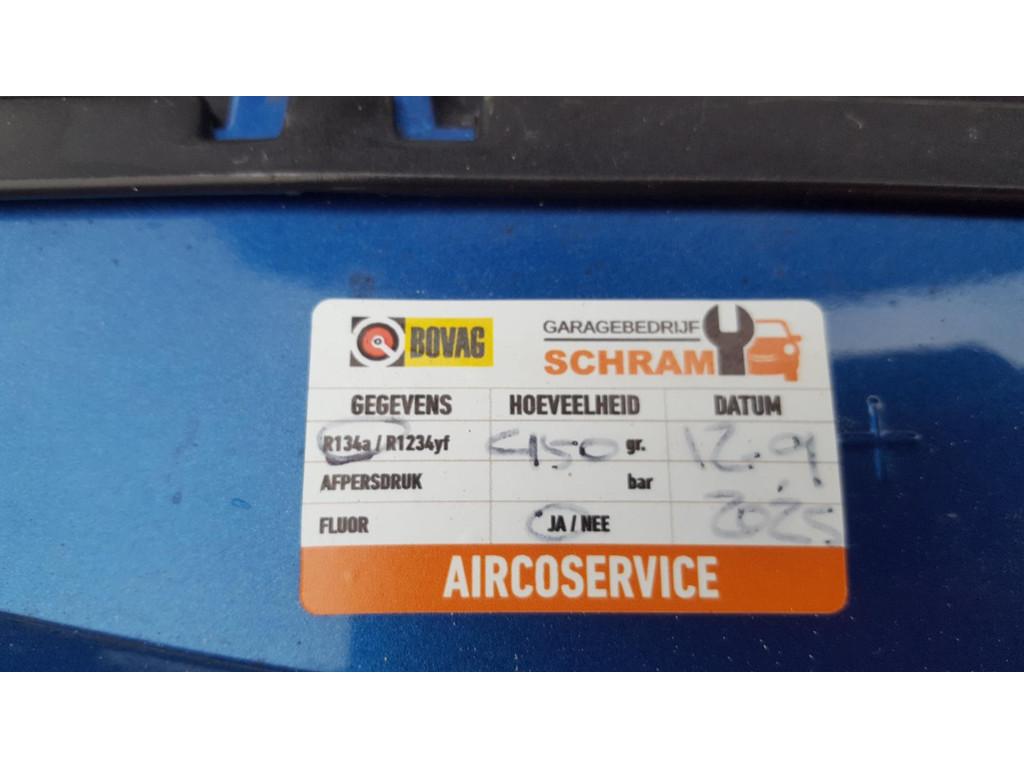 BOVAG
GARAGEBEDRIJF
SCHRAM
GEGEVENS HOEVEELHEID DATUM
R134a / R1234yf 450 gr. 12.9
AFPERSDRUK bar
FLUOR JA / NEE 2025
AIRCOSERVICE